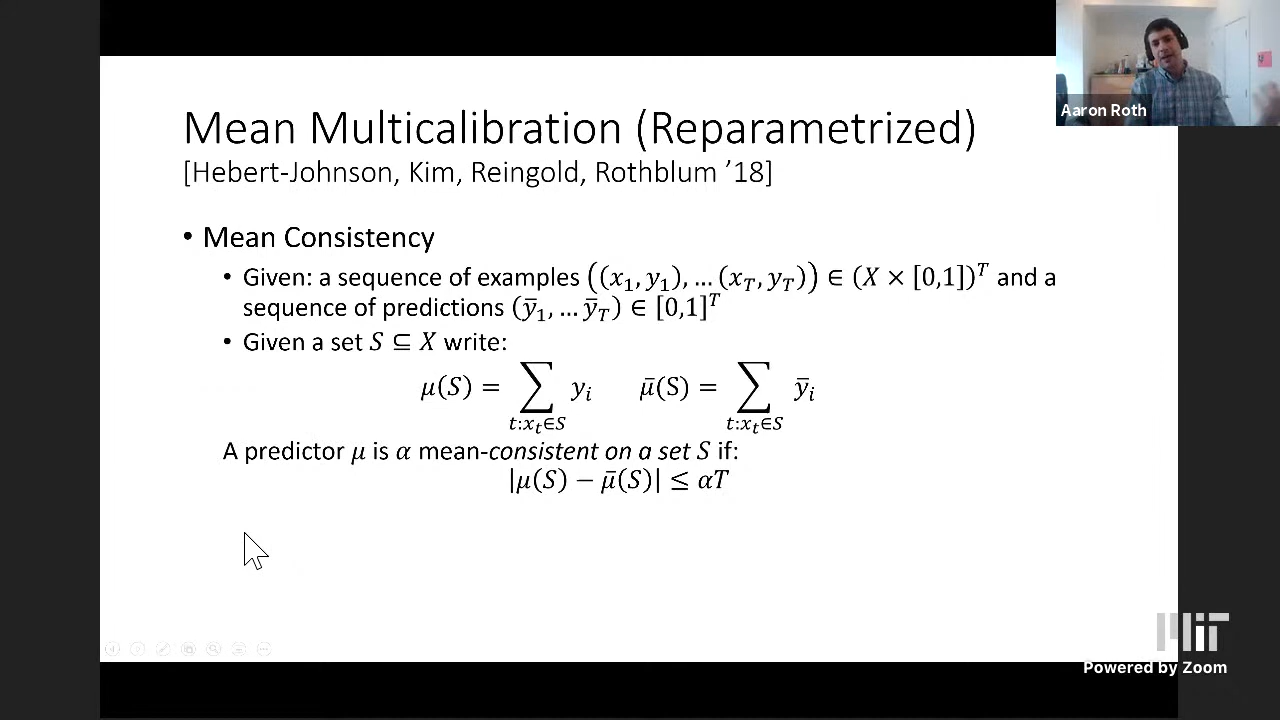 Aaron Roth
Mean Multicalibration (Reparametrized)
[Hebert-Johnson, Kim, Reingold, Rothblum ’18]
• Mean Consistency
• Given: a sequence of examples ((x₁, y₁), … (x_T, y_T)) ∈ (X × [0,1])^T and a
sequence of predictions (ȳ₁, … ȳ_T) ∈ [0,1]^T
• Given a set S ⊆ X write:
μ(S) = ∑_{t:x_t∈S} y_i  μ̄(S) = ∑_{t:x_t∈S} ȳ_i
A predictor μ is α mean-consistent on a set S if:
|μ(S) − μ̄(S)| ≤ αT
MIT
Powered by Zoom